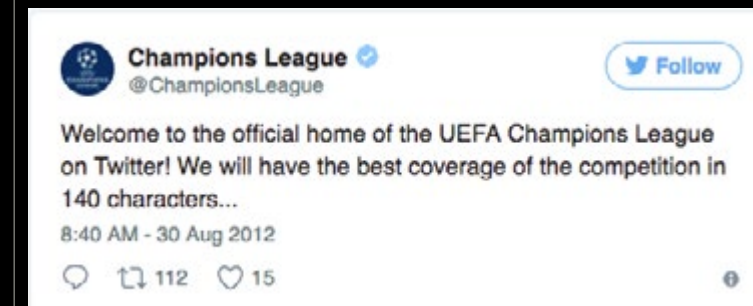 Champions League
@ChampionsLeague
Follow
Welcome to the official home of the UEFA Champions League
on Twitter! We will have the best coverage of the competition in
140 characters...
8:40 AM - 30 Aug 2012
112 15